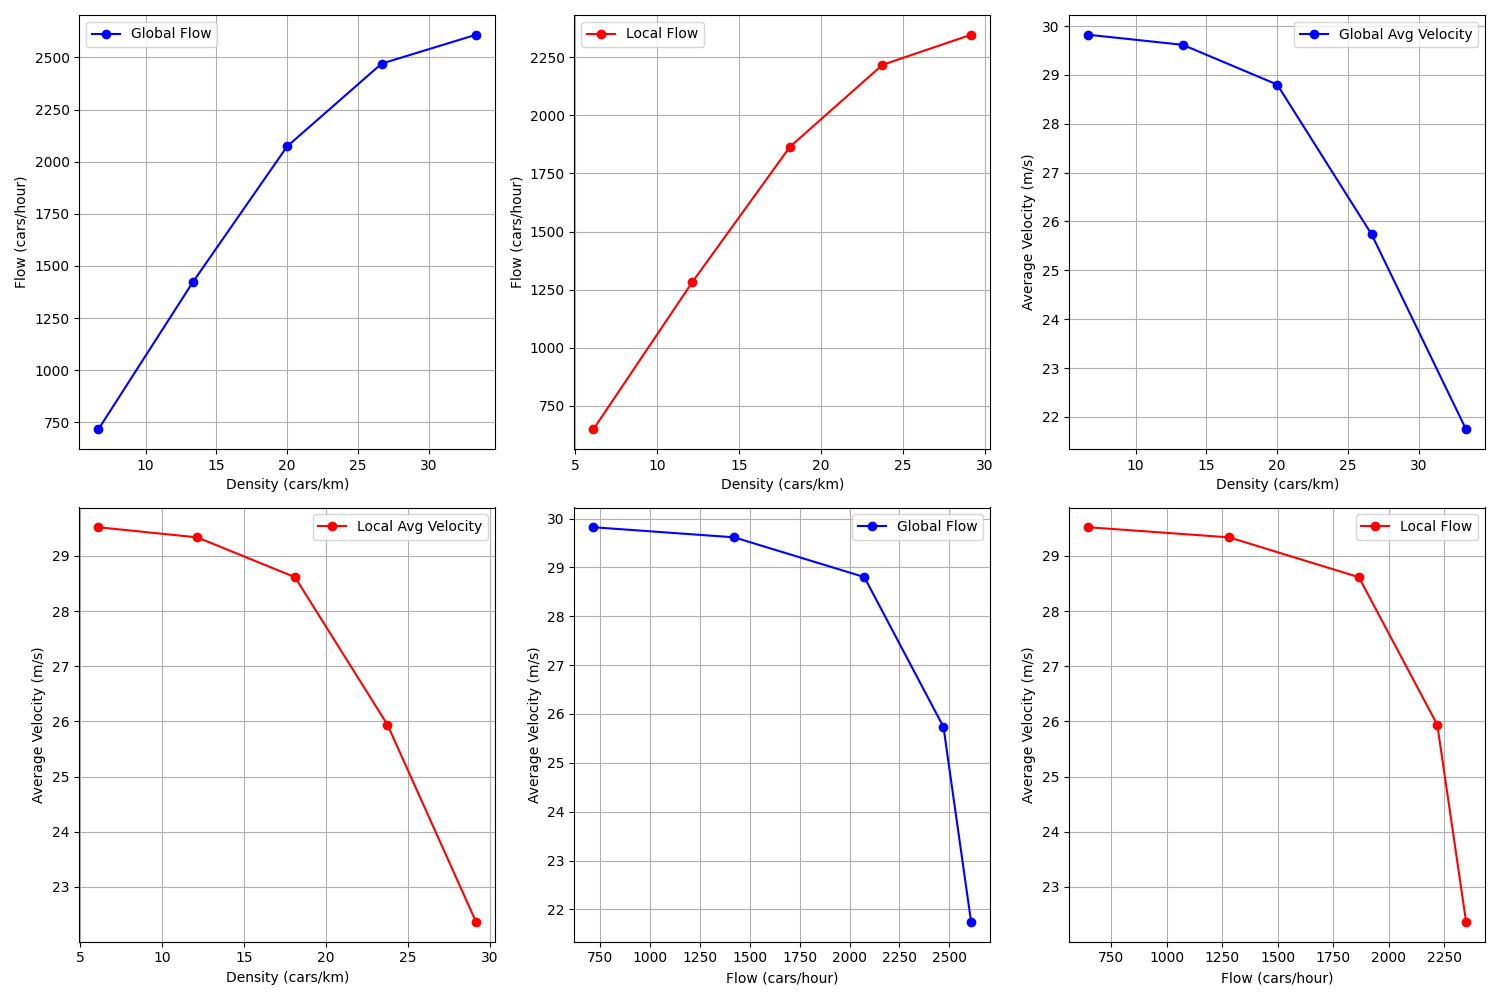 Global Flow
2500
2250
2000
1750
1500
1250
1000
750
Flow (cars/hour)
10 15 20 25 30
Density (cars/km)
Local Flow
2250
2000
1750
1500
1250
1000
750
Flow (cars/hour)
5 10 15 20 25 30
Density (cars/km)
Global Avg Velocity
30
29
28
27
26
25
24
23
22
Average Velocity (m/s)
10 15 20 25 30
Density (cars/km)
Local Avg Velocity
29
28
27
26
25
24
23
Average Velocity (m/s)
5 10 15 20 25 30
Density (cars/km)
Global Flow
30
29
28
27
26
25
24
23
22
Average Velocity (m/s)
750 1000 1250 1500 1750 2000 2250 2500
Flow (cars/hour)
Local Flow
29
28
27
26
25
24
23
Average Velocity (m/s)
750 1000 1250 1500 1750 2000 2250
Flow (cars/hour)